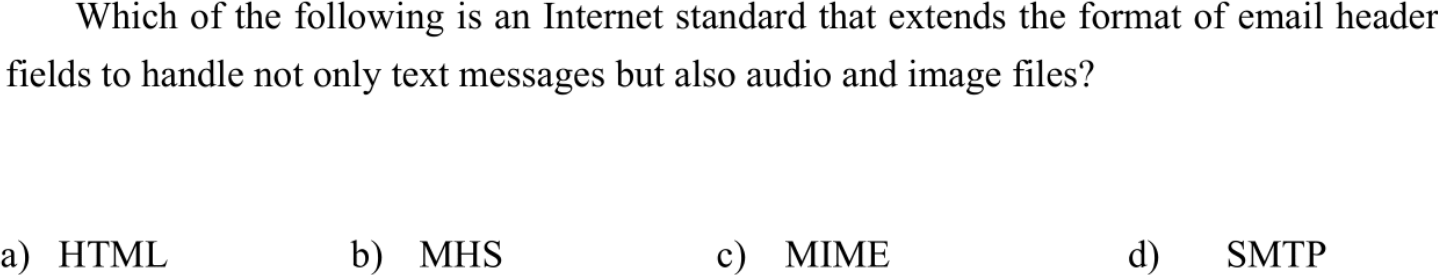 Which of the following is an Internet standard that extends the format of email header
fields to handle not only text messages but also audio and image files?
a) HTML b) MHS c) MIME d) SMTP